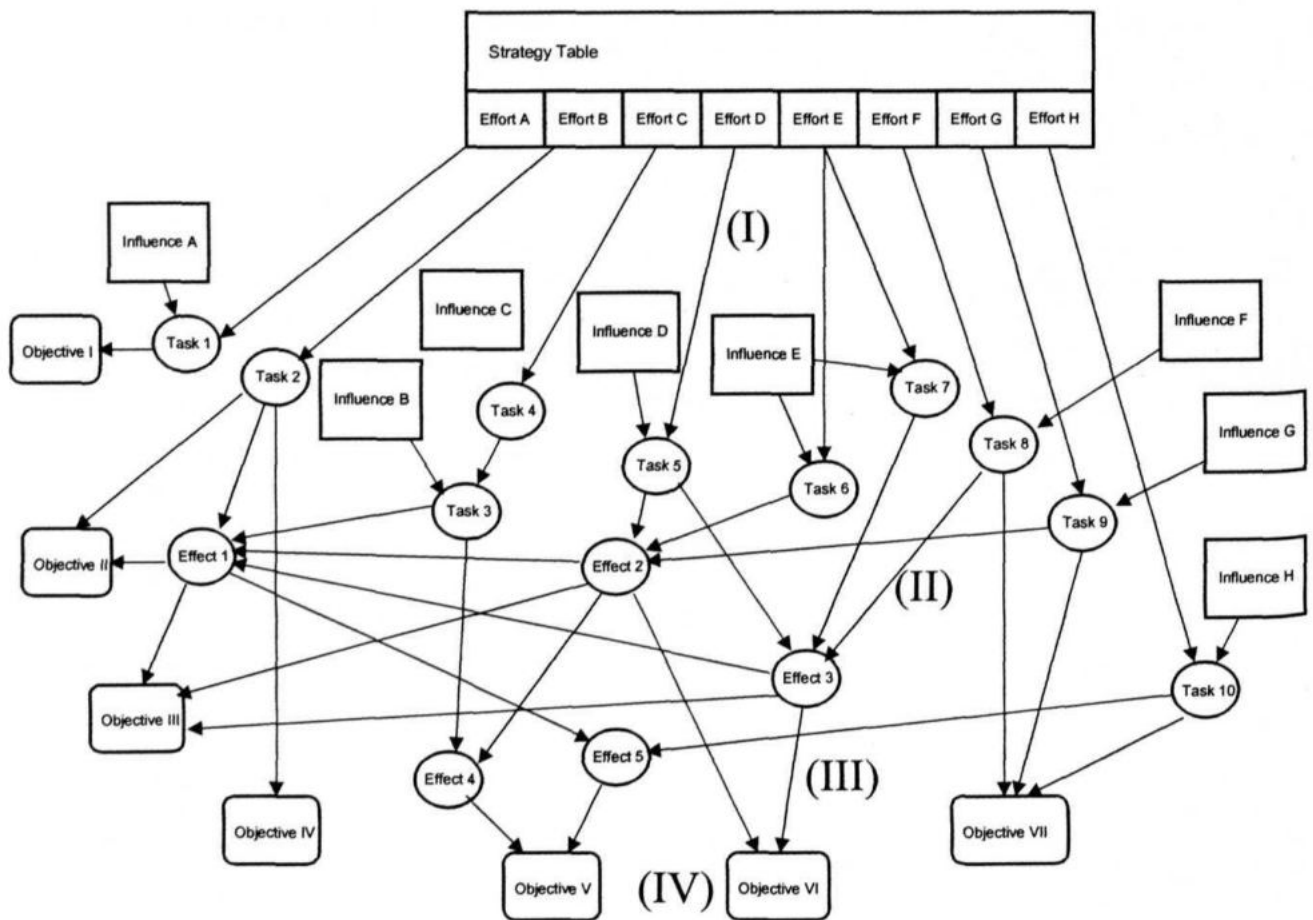 Strategy Table
Effort A
Effort B
Effort C
Effort D
Effort E
Effort F
Effort G
Effort H
(I)
Influence A
Influence C
Influence D
Influence E
Influence F
Objective I
Task 1
Task 2
Influence B
Task 4
Task 7
Influence G
Task 5
Task 8
Task 6
Task 3
Task 9
Objective II
Effect 1
Effect 2
(II)
Influence H
Effect 3
Task 10
Objective III
Effect 5
Effect 4
(III)
Objective IV
Objective VII
Objective V
(IV)
Objective VI